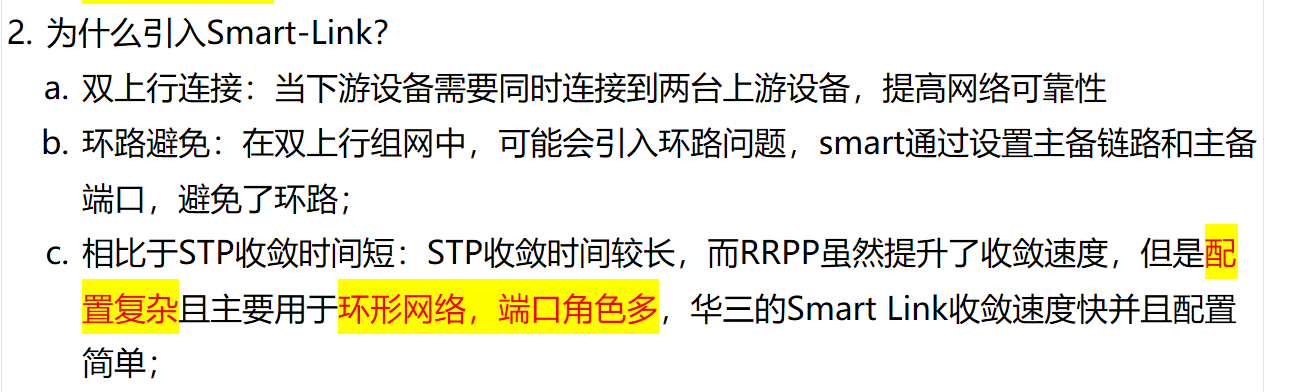 2. 为什么引入Smart-Link?
a. 双上行连接：当下游设备需要同时连接到两台上游设备，提高网络可靠性
b. 环路避免：在双上行组网中，可能会引入环路问题，smart通过设置主备链路和主备
端口，避免了环路；
c. 相比于STP收敛时间短：STP收敛时间较长，而RRPP虽然提升了收敛速度，但是配
置复杂且主要用于环形网络，端口角色多，华三的Smart Link收敛速度快并且配置
简单；